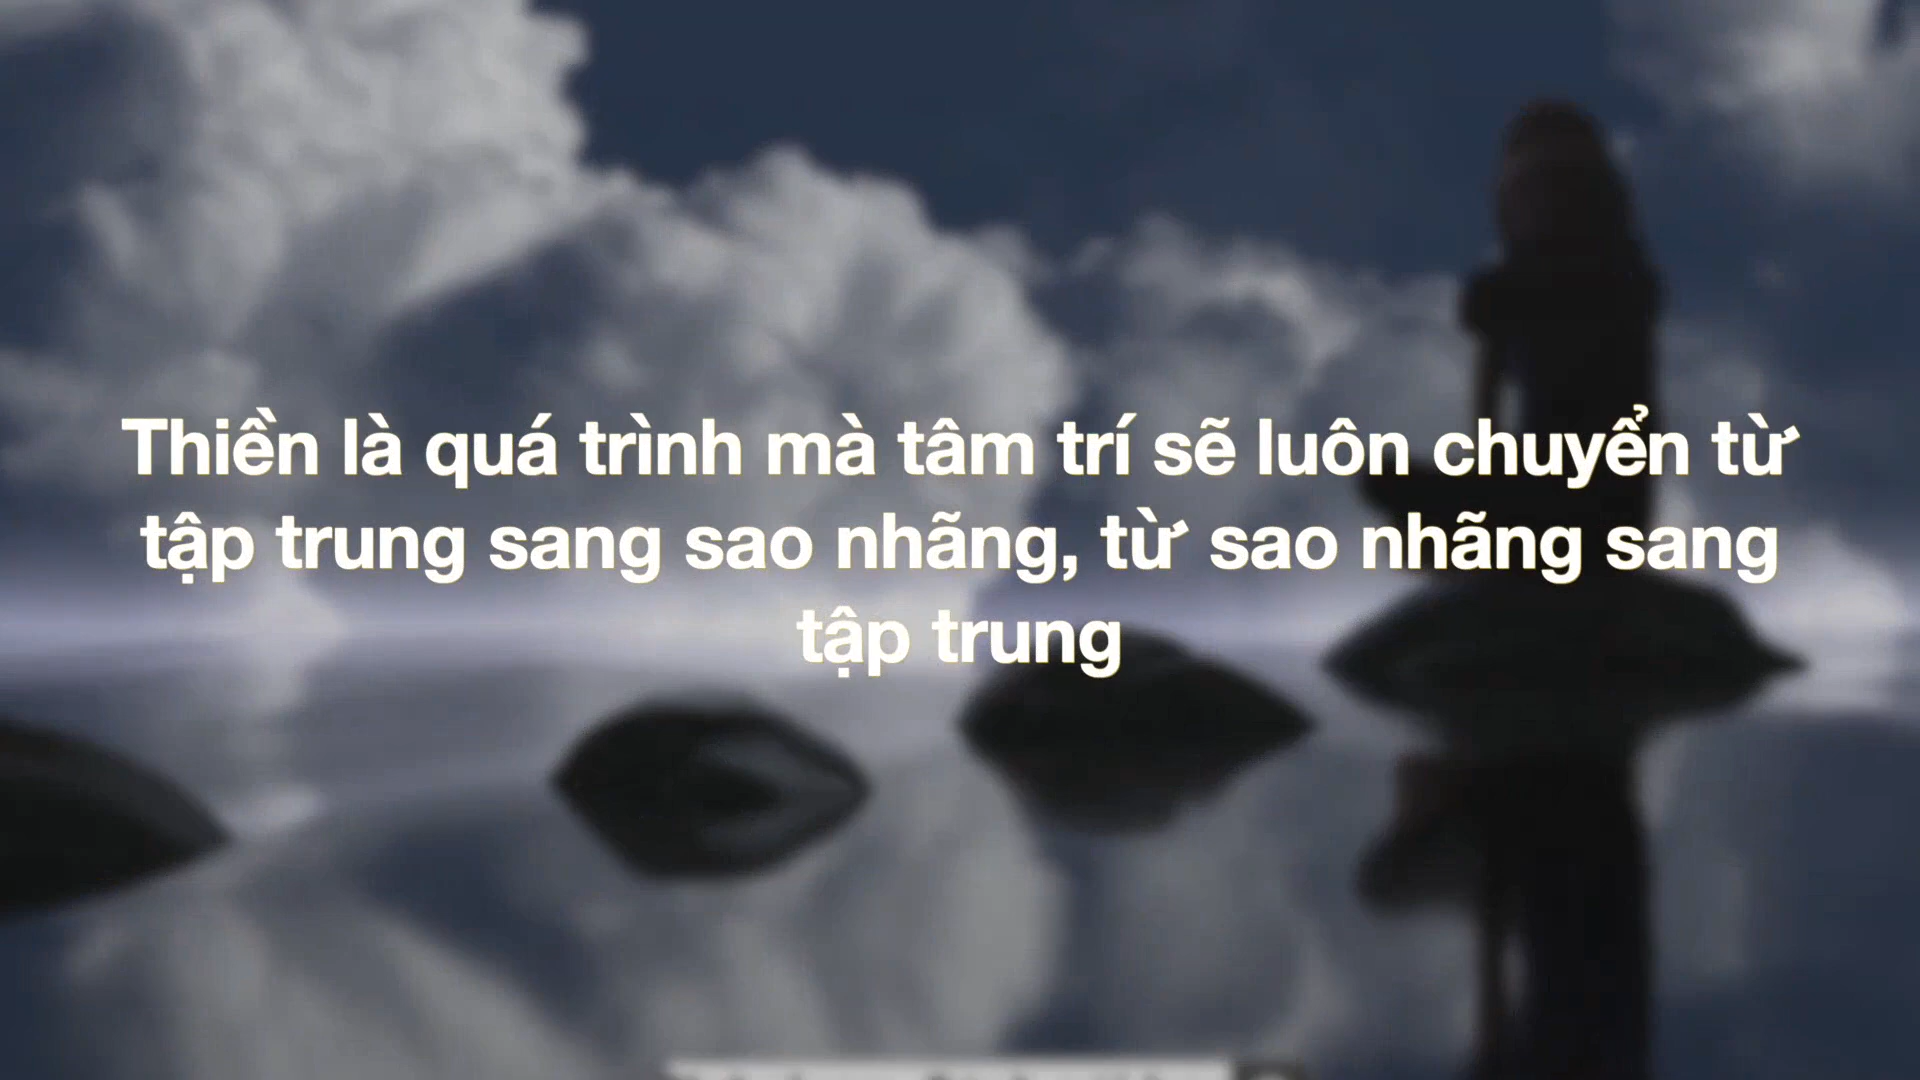 Thiền là quá trình mà tâm trí sẽ luôn chuyển từ
tập trung sang sao nhãng, từ sao nhãng sang
tập trung